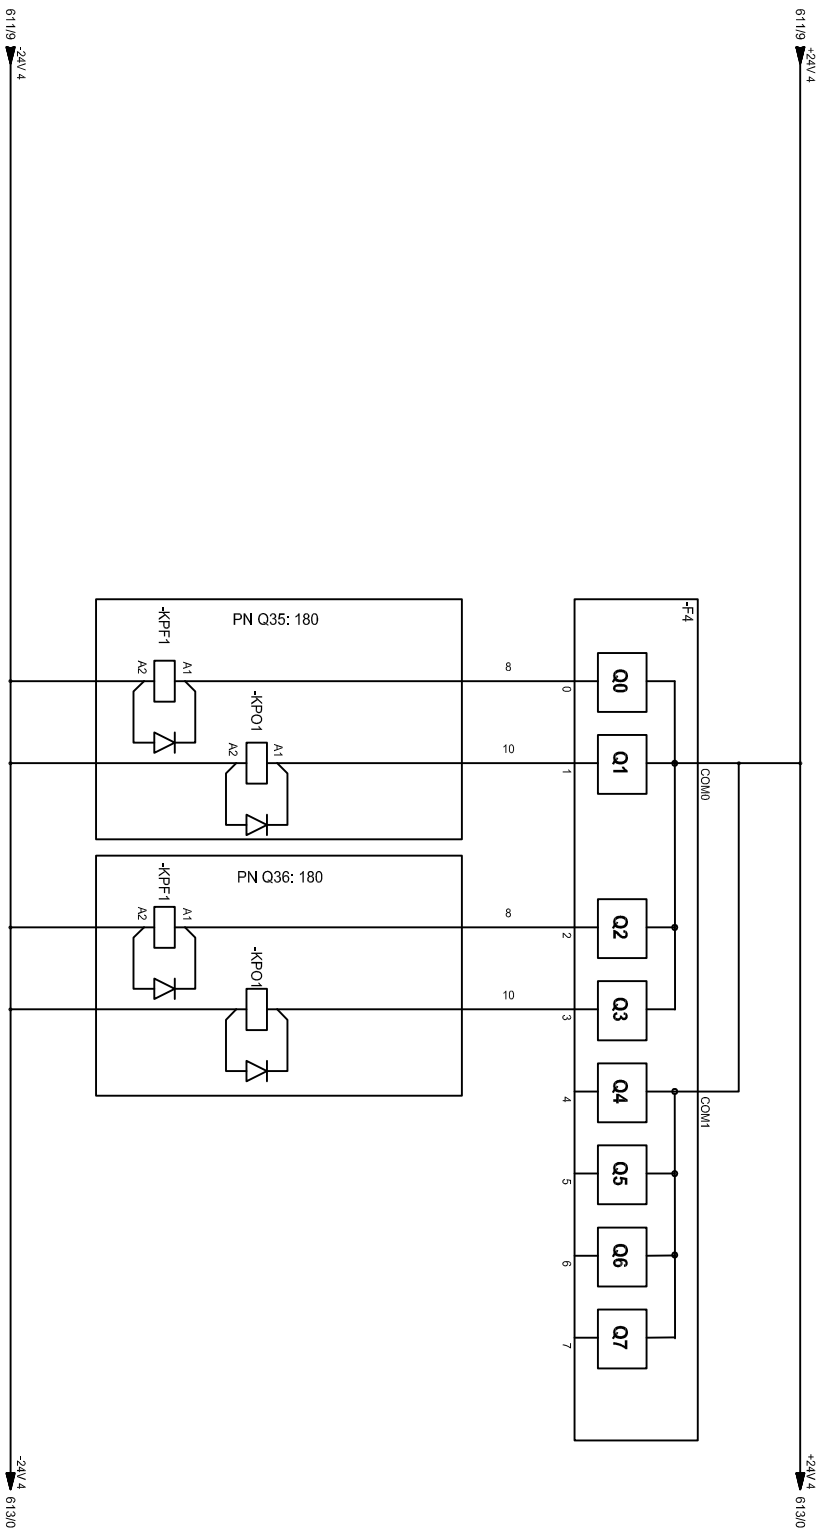 611/9
+24V 4
+24V 4
613/0
-F4
COM0
COM1
Q0
Q1
Q2
Q3
Q4
Q5
Q6
Q7
0
1
2
3
4
5
6
7
8
10
8
10
PN Q35: 180
-KPF1
A1
A2
-KPO1
A1
A2
PN Q36: 180
-KPF1
A1
A2
-KPO1
611/9
-24V 4
-24V 4
613/0